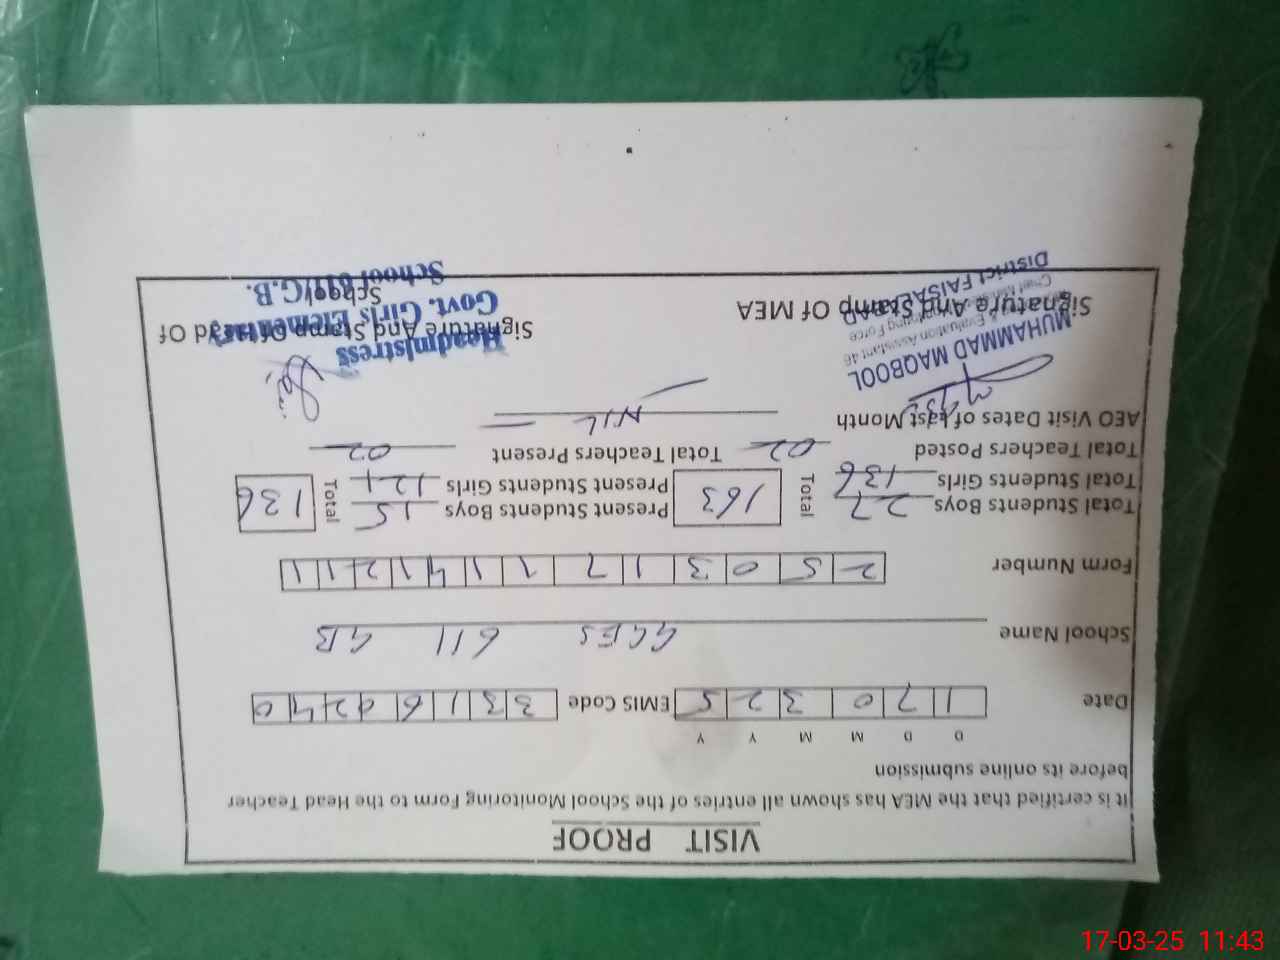 VISIT PROOF
It is certified that the MEA has shown all entries of the School Monitoring Form to the Head Teacher
before its online submission
D D M M Y Y
Date 1 7 0 3 2 5 EMIS Code 3 3 1 6 0 2 4 0
School Name GGES 611 GB
Form Number 2 5 0 3 1 7 1 1 4 1 2 1 1
Total Students Boys 27 Total 163 Present Students Boys 15 Total 136
Total Students Girls 136 Present Students Girls 121
Total Teachers Posted 02 Total Teachers Present 02
AEO Visit Dates of Last Month NIL
MUHAMMAD MAQBOOL
& Evaluation Assistant 46
District FAISALABAD
Signature And Stamp Of MEA
Headmistress
Govt. Girls Elementary
School 611/G.B.
Signature And Stamp Of
School
17-03-25 11:43